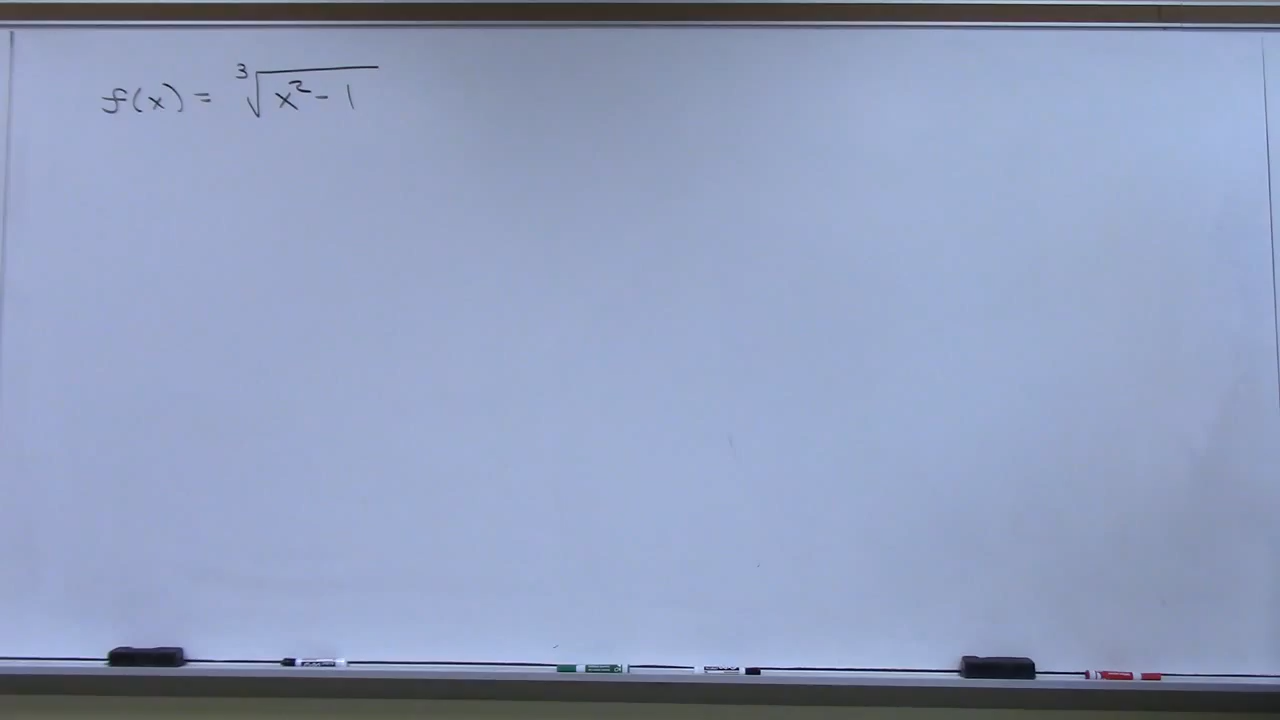 f(x) = ∛(x² - 1)